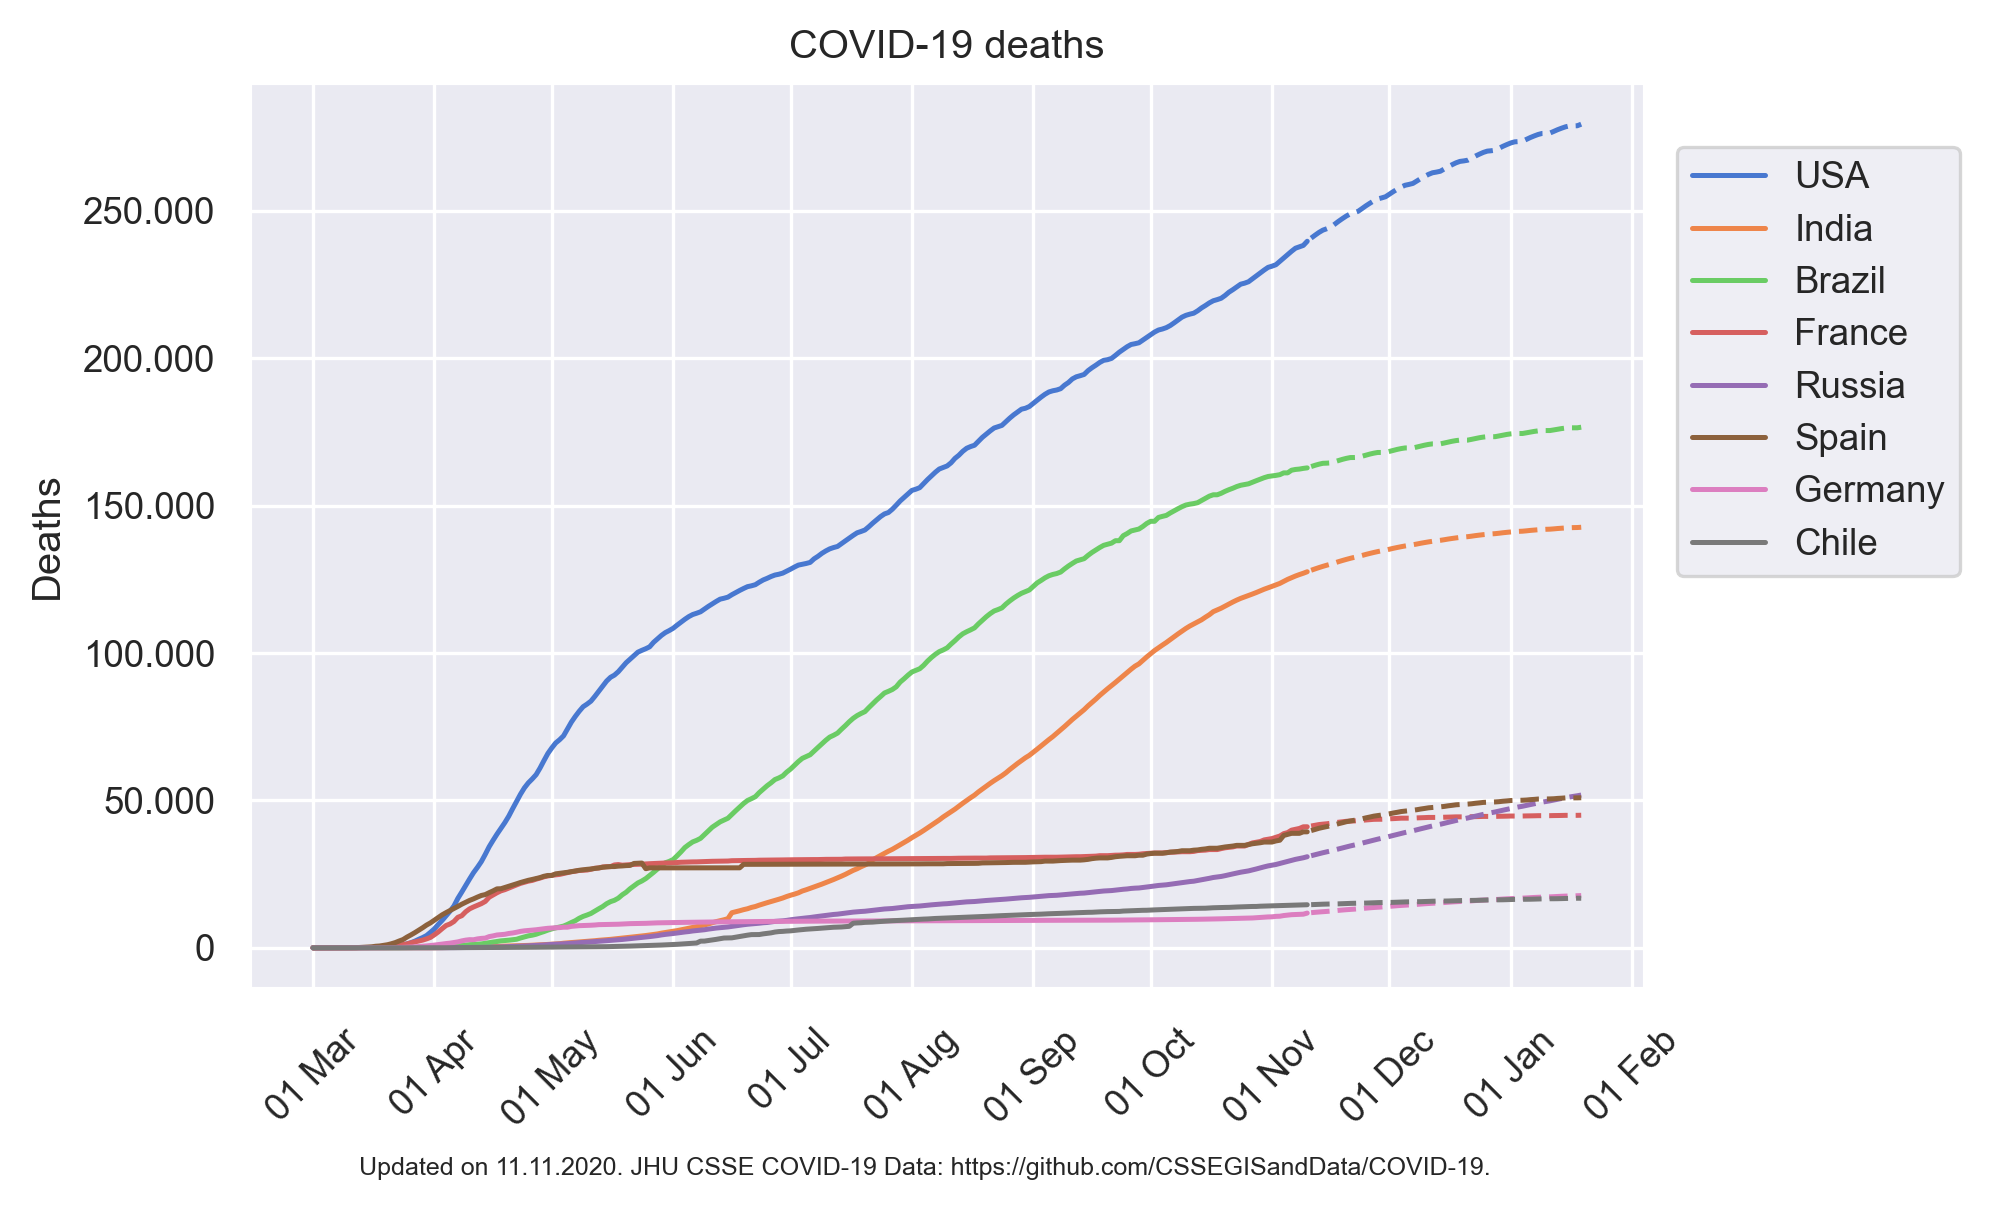 COVID-19 deaths
250.000
200.000
150.000
100.000
50.000
0
Deaths
01 Mar
01 Apr
01 May
01 Jun
01 Jul
01 Aug
01 Sep
01 Oct
01 Nov
01 Dec
01 Jan
01 Feb
USA
India
Brazil
France
Russia
Spain
Germany
Chile
Updated on 11.11.2020. JHU CSSE COVID-19 Data: https://github.com/CSSEGISandData/COVID-19.